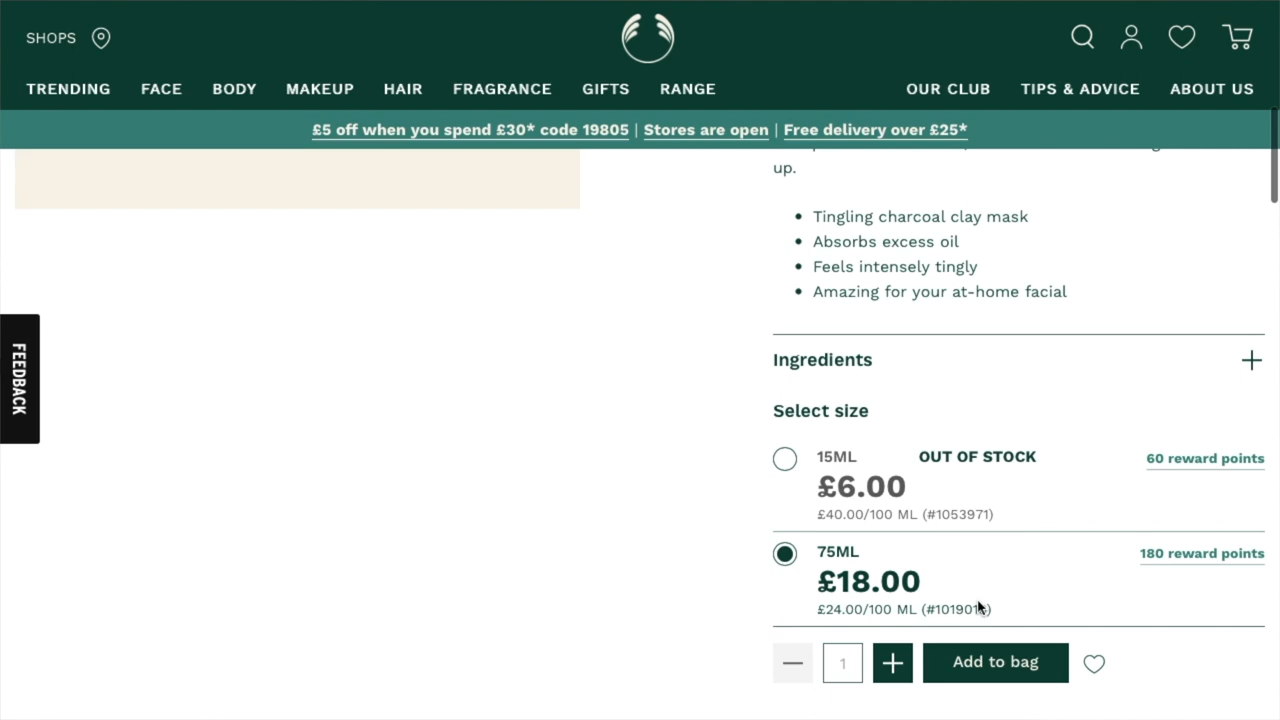 SHOPS
TRENDING FACE BODY MAKEUP HAIR FRAGRANCE GIFTS RANGE OUR CLUB TIPS & ADVICE ABOUT US
£5 off when you spend £30* code 19805 | Stores are open | Free delivery over £25*
up.
• Tingling charcoal clay mask
• Absorbs excess oil
• Feels intensely tingly
• Amazing for your at-home facial
FEEDBACK
Ingredients
Select size
15ML OUT OF STOCK 60 reward points
£6.00
£40.00/100 ML (#1053971)
75ML 180 reward points
£18.00
£24.00/100 ML
1 Add to bag